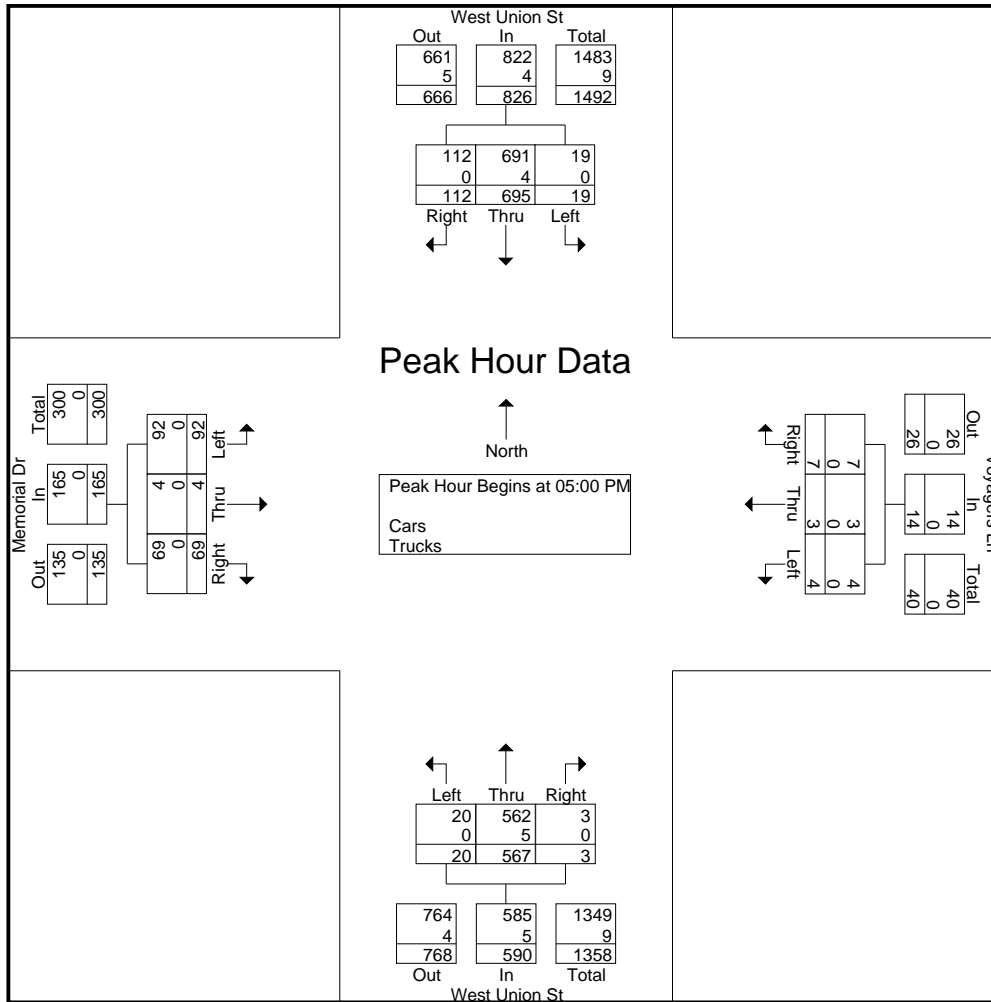 West Union St
Out In Total
661 822 1483
5 4 9
666 826 1492
112 691 19
0 4 0
112 695 19
Right Thru Left
Peak Hour Data
North
Peak Hour Begins at 05:00 PM
Cars
Trucks
Memorial Dr
Out In Total
135 165 300
0 0 0
135 165 300
Left Thru Right
92 4 69
0 0 0
92 4 69
Out In Total
26 14 40
0 0 0
26 14 40
Right Thru Left
7 3 4
0 0 0
7 3 4
Left Thru Right
20 562 3
0 5 0
20 567 3
764 585 1349
4 5 9
768 590 1358
Out In Total
West Union St